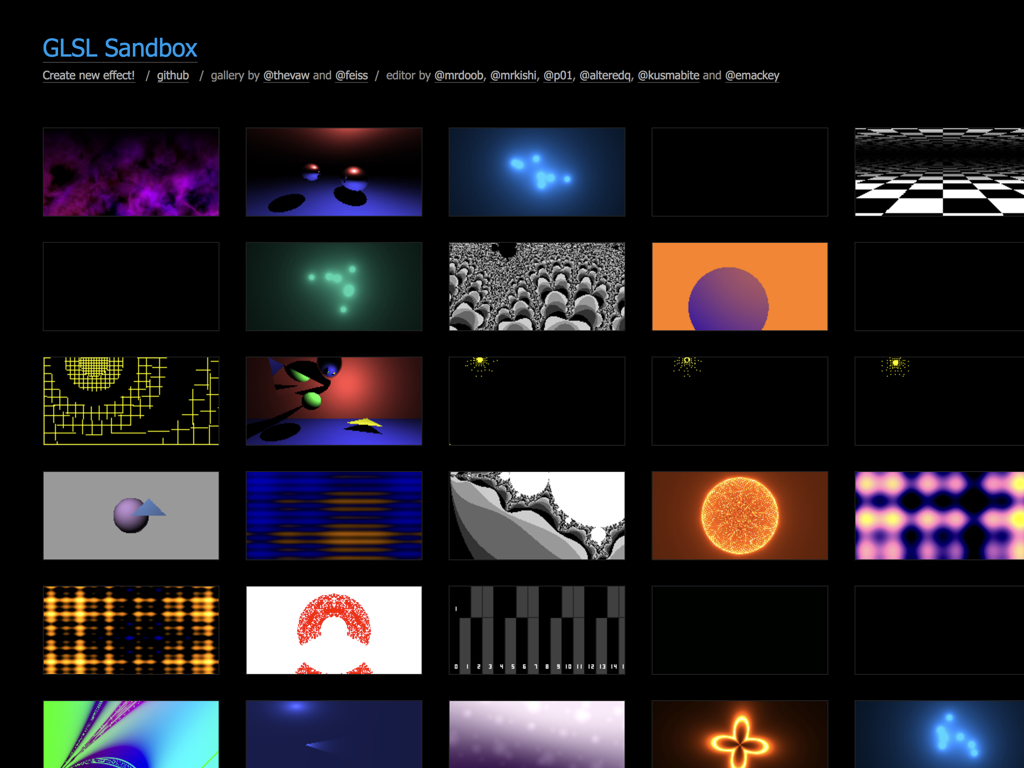 GLSL Sandbox
Create new effect! / github / gallery by @thevaw and @feiss / editor by @mrdoob, @mrkishi, @p01, @alteredq, @kusmabite and @emackey
1
0 1 2 3 4 5 6 7 8 9 10 11 12 13 14 1